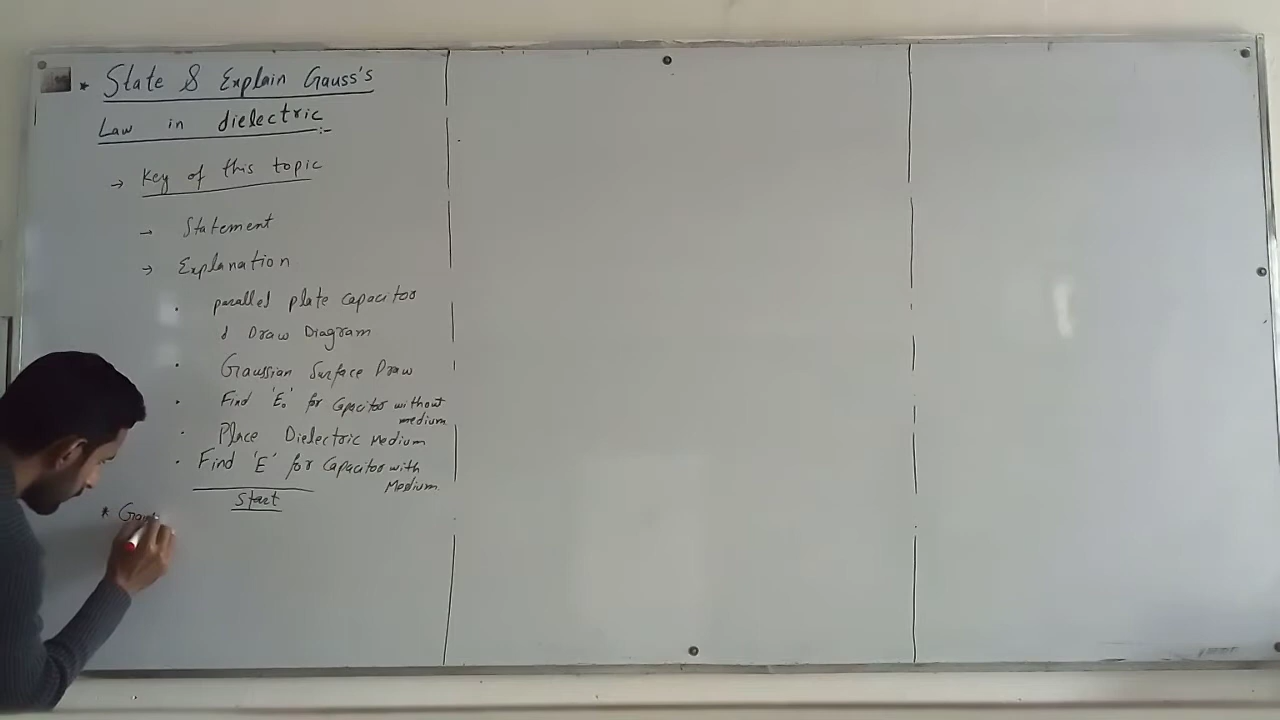 * State & Explain Gauss's
Law in dielectric :-
→ Key of this topic
→ Statement
→ Explanation
. parallel plate capacitor
& Draw Diagram
. Gaussian Surface Draw
. Find 'E₀' for Capacitor without
medium
. Place Dielectric Medium
. Find 'E' for Capacitor with
Medium.
Start
* Gaus